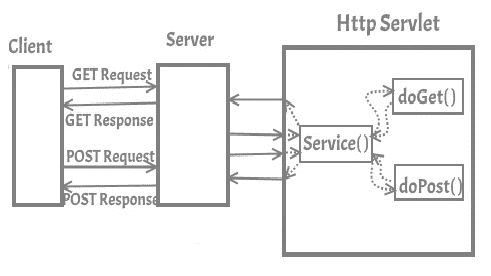 Client
Server
Http Servlet
GET Request
GET Response
POST Request
POST Response
Service()
doGet()
doPost()